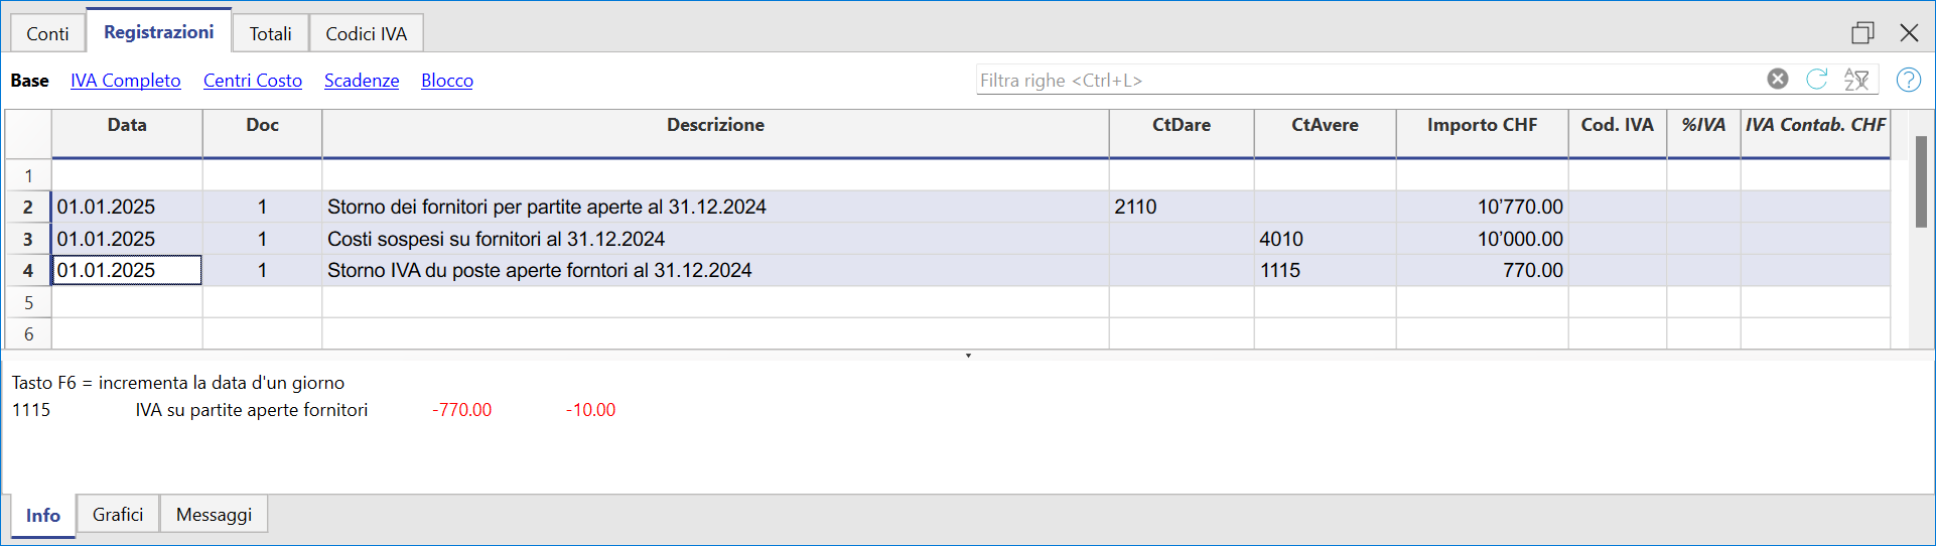 Conti Registrazioni Totali Codici IVA
Base IVA Completo Centri Costo Scadenze Blocco Filtra righe <Ctrl+L>
Data Doc Descrizione CtDare CtAvere Importo CHF Cod. IVA %IVA IVA Contab. CHF
1
2 01.01.2025 1 Storno dei fornitori per partite aperte al 31.12.2024 2110 10'770.00
3 01.01.2025 1 Costi sospesi su fornitori al 31.12.2024 4010 10'000.00
4 01.01.2025 1 Storno IVA du poste aperte forntori al 31.12.2024 1115 770.00
5
6
Tasto F6 = incrementa la data d'un giorno
1115 IVA su partite aperte fornitori -770.00 -10.00
Info Grafici Messaggi